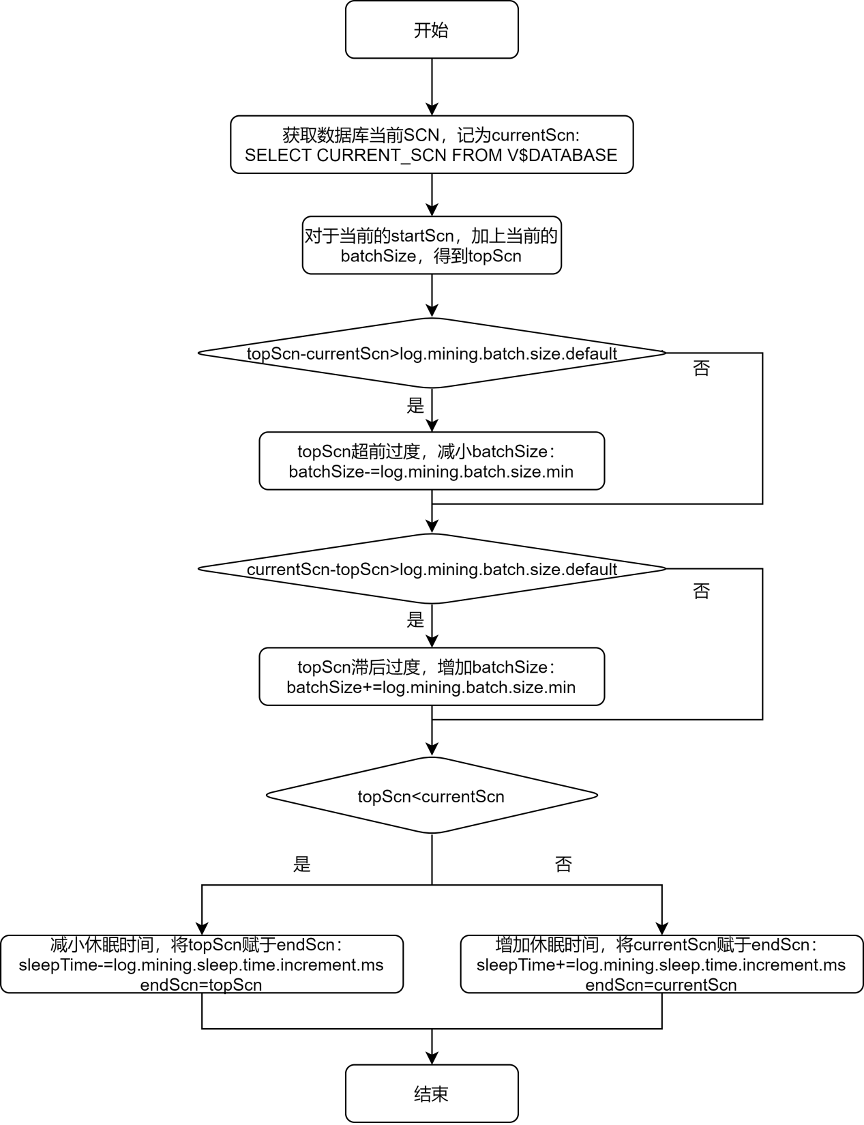 开始
获取数据库当前SCN，记为currentScn:
SELECT CURRENT_SCN FROM V$DATABASE
对于当前的startScn，加上当前的
batchSize，得到topScn
topScn-currentScn>log.mining.batch.size.default
否
是
topScn超前过度，减小batchSize：
batchSize-=log.mining.batch.size.min
currentScn-topScn>log.mining.batch.size.default
否
是
topScn滞后过度，增加batchSize：
batchSize+=log.mining.batch.size.min
topScn<currentScn
是
否
减小休眠时间，将topScn赋于endScn：
sleepTime-=log.mining.sleep.time.increment.ms
endScn=topScn
增加休眠时间，将currentScn赋于endScn：
sleepTime+=log.mining.sleep.time.increment.ms
endScn=currentScn
结束